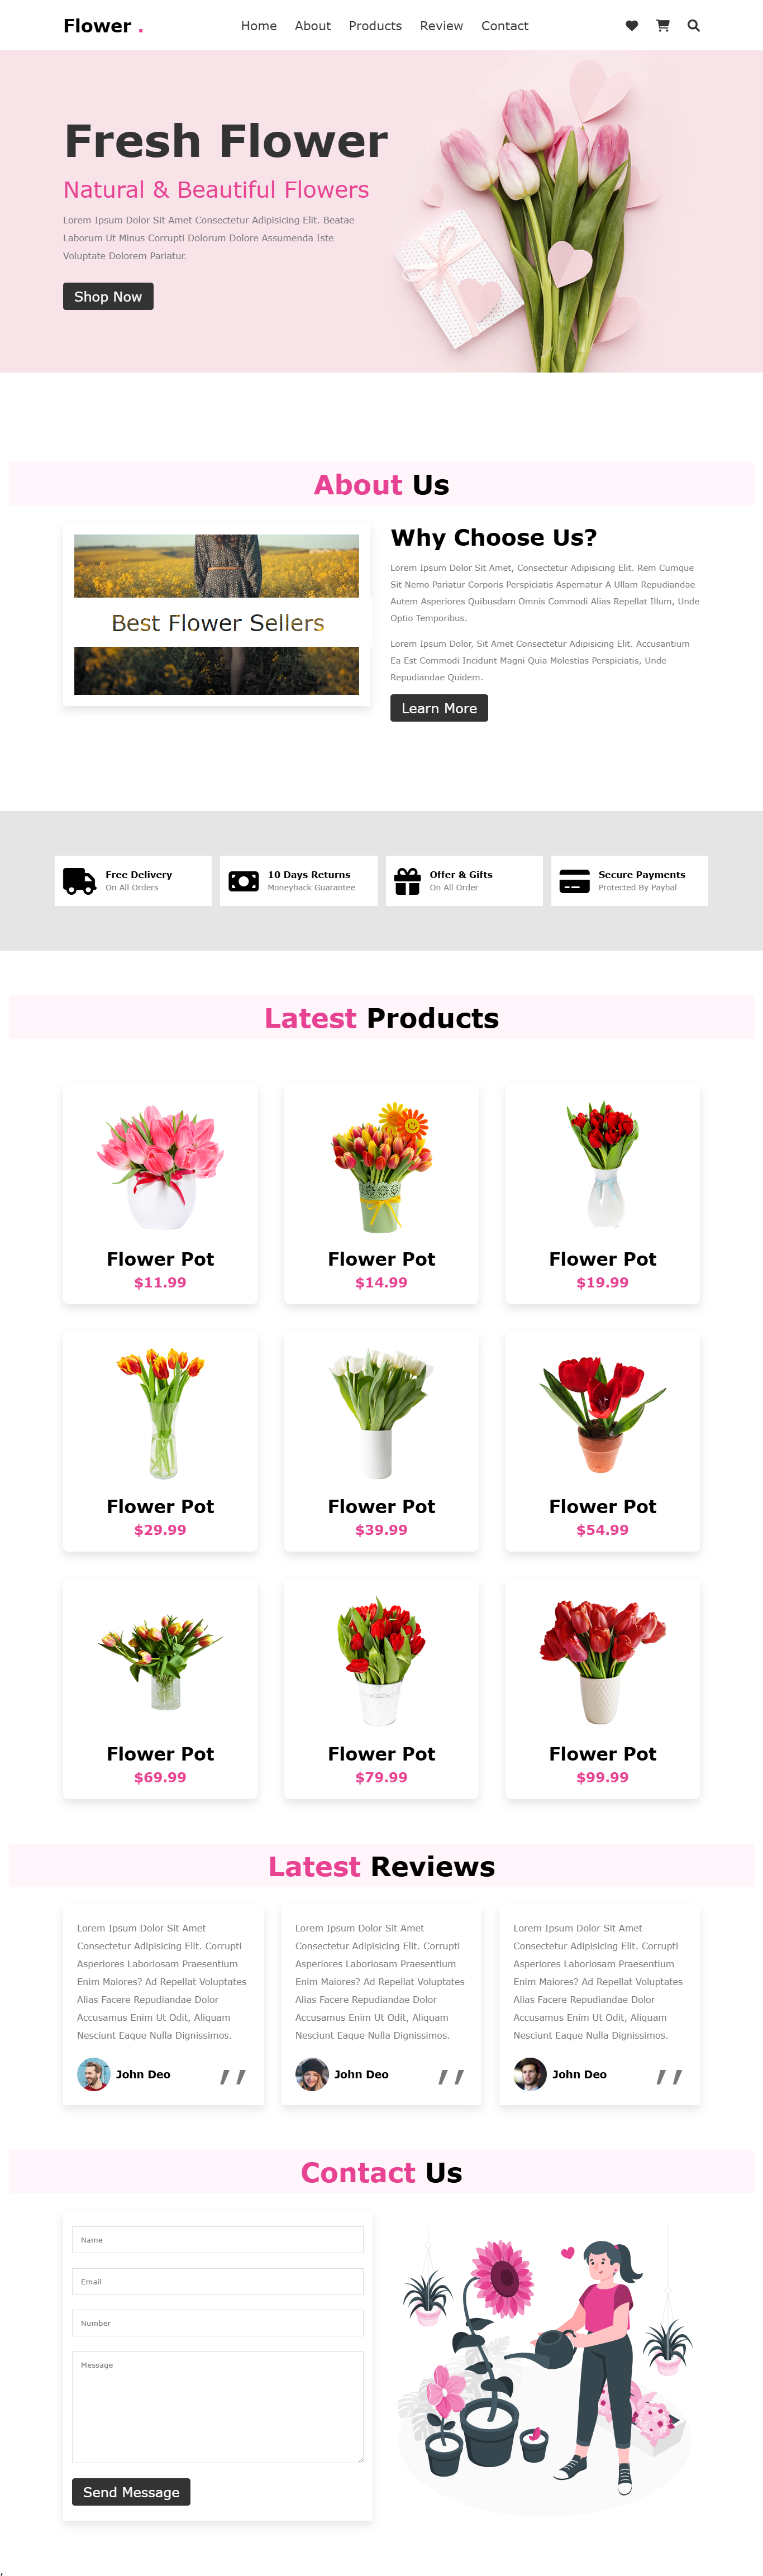 Flower .
Home About Products Review Contact
Fresh Flower
Natural & Beautiful Flowers
Lorem Ipsum Dolor Sit Amet Consectetur Adipisicing Elit. Beatae
Laborum Ut Minus Corrupti Dolorum Dolore Assumenda Iste
Voluptate Dolorem Pariatur.
Shop Now
About Us
Best Flower Sellers
Why Choose Us?
Lorem Ipsum Dolor Sit Amet, Consectetur Adipisicing Elit. Rem Cumque
Sit Nemo Pariatur Corporis Perspiciatis Aspernatur A Ullam Repudiandae
Autem Asperiores Quibusdam Omnis Commodi Alias Repellat Illum, Unde
Optio Temporibus.
Lorem Ipsum Dolor, Sit Amet Consectetur Adipisicing Elit. Accusantium
Ea Est Commodi Incidunt Magni Quia Molestias Perspiciatis, Unde
Repudiandae Quidem.
Learn More
Free Delivery
On All Orders
10 Days Returns
Moneyback Guarantee
Offer & Gifts
On All Order
Secure Payments
Protected By Paybal
Latest Products
Flower Pot
$11.99
Flower Pot
$14.99
Flower Pot
$19.99
Flower Pot
$29.99
Flower Pot
$39.99
Flower Pot
$54.99
Flower Pot
$69.99
Flower Pot
$79.99
Flower Pot
$99.99
Latest Reviews
Lorem Ipsum Dolor Sit Amet
Consectetur Adipisicing Elit. Corrupti
Asperiores Laboriosam Praesentium
Enim Maiores? Ad Repellat Voluptates
Alias Facere Repudiandae Dolor
Accusamus Enim Ut Odit, Aliquam
Nesciunt Eaque Nulla Dignissimos.
John Deo
Lorem Ipsum Dolor Sit Amet
Consectetur Adipisicing Elit. Corrupti
Asperiores Laboriosam Praesentium
Enim Maiores? Ad Repellat Voluptates
Alias Facere Repudiandae Dolor
Accusamus Enim Ut Odit, Aliquam
Nesciunt Eaque Nulla Dignissimos.
John Deo
Lorem Ipsum Dolor Sit Amet
Consectetur Adipisicing Elit. Corrupti
Asperiores Laboriosam Praesentium
Enim Maiores? Ad Repellat Voluptates
Alias Facere Repudiandae Dolor
Accusamus Enim Ut Odit, Aliquam
Nesciunt Eaque Nulla Dignissimos.
John Deo
Contact Us
Name
Email
Number
Message
Send Message
,